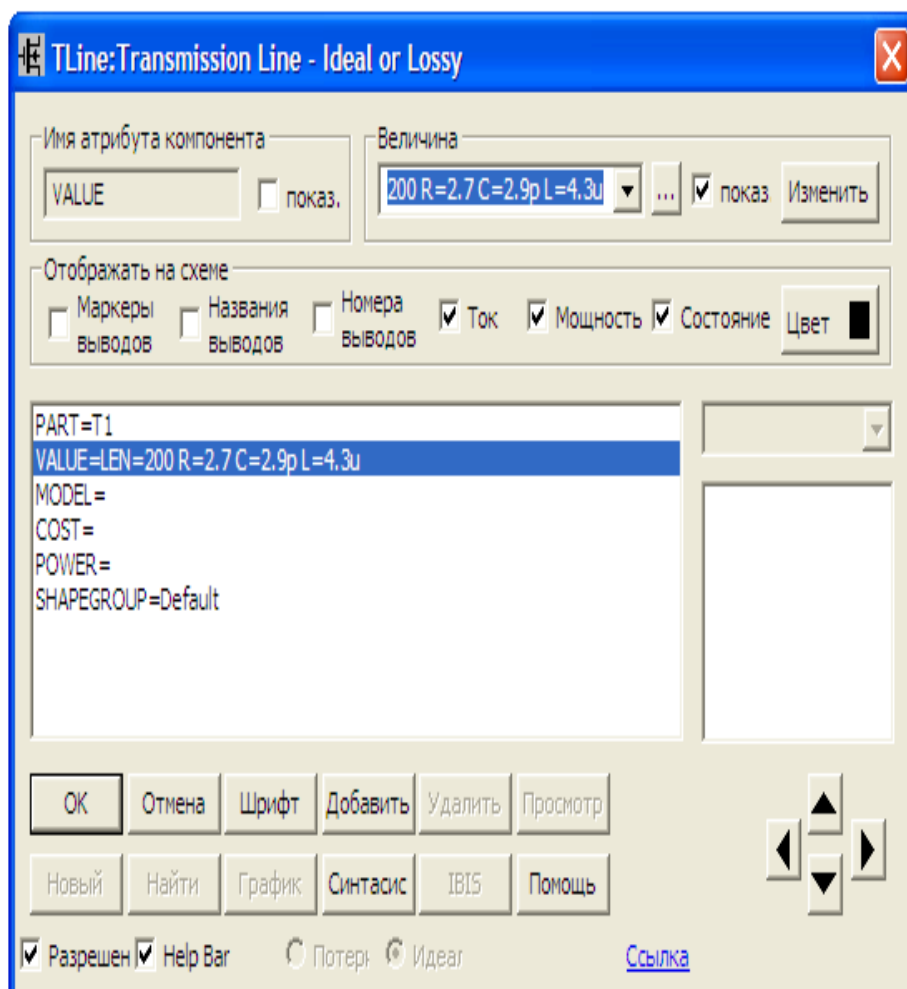 TLine:Transmission Line - Ideal or Lossy
Имя атрибута компонента
VALUE
показ.
Величина
200 R=2.7 C=2.9p L=4.3u
...
показ
Изменить
Отображать на схеме
Маркеры выводов
Названия выводов
Номера выводов
Ток
Мощность
Состояние
Цвет
PART=T1
VALUE=LEN=200 R=2.7 C=2.9p L=4.3u
MODEL=
COST=
POWER=
SHAPEGROUP=Default
OK Отмена Шрифт Добавить Удалить Просмотр
Новый Найти График Синтасис IBIS Помощь
Разрешен Help Bar Потери Идеал Ссылка